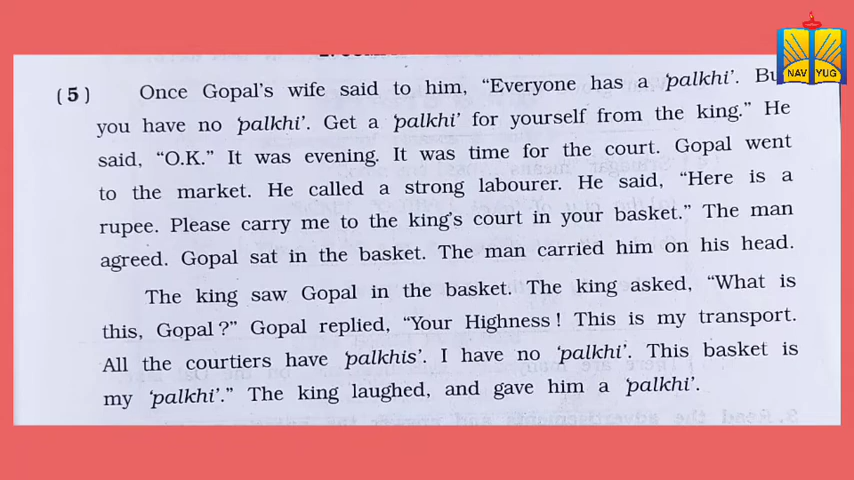 NAV YUG
(5) Once Gopal's wife said to him, "Everyone has a 'palkhi'. But
you have no 'palkhi'. Get a 'palkhi' for yourself from the king." He
said, "O.K." It was evening. It was time for the court. Gopal went
to the market. He called a strong labourer. He said, "Here is a
rupee. Please carry me to the king's court in your basket." The man
agreed. Gopal sat in the basket. The man carried him on his head.
The king saw Gopal in the basket. The king asked, "What is
this, Gopal ?" Gopal replied, "Your Highness ! This is my transport.
All the courtiers have 'palkhis'. I have no 'palkhi'. This basket is
my 'palkhi'." The king laughed, and gave him a 'palkhi'.